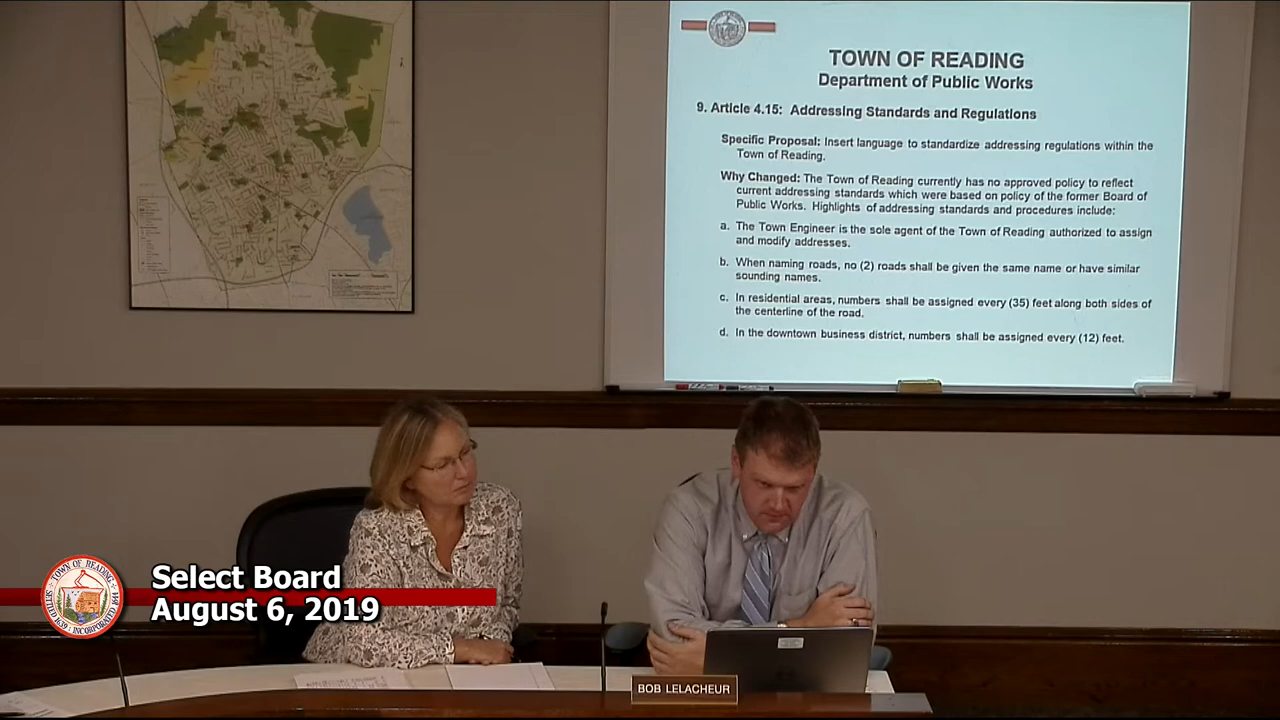 TOWN OF READING
Department of Public Works
9. Article 4.15: Addressing Standards and Regulations
Specific Proposal: Insert language to standardize addressing regulations within the
Town of Reading.
Why Changed: The Town of Reading currently has no approved policy to reflect
current addressing standards which were based on policy of the former Board of
Public Works. Highlights of addressing standards and procedures include:
a. The Town Engineer is the sole agent of the Town of Reading authorized to assign
and modify addresses.
b. When naming roads, no (2) roads shall be given the same name or have similar
sounding names.
c. In residential areas, numbers shall be assigned every (35) feet along both sides of
the centerline of the road.
d. In the downtown business district, numbers shall be assigned every (12) feet.
TOWN OF READING
SETTLED 1639 · INCORPORATED 1644
Select Board
August 6, 2019
BOB LELACHEUR